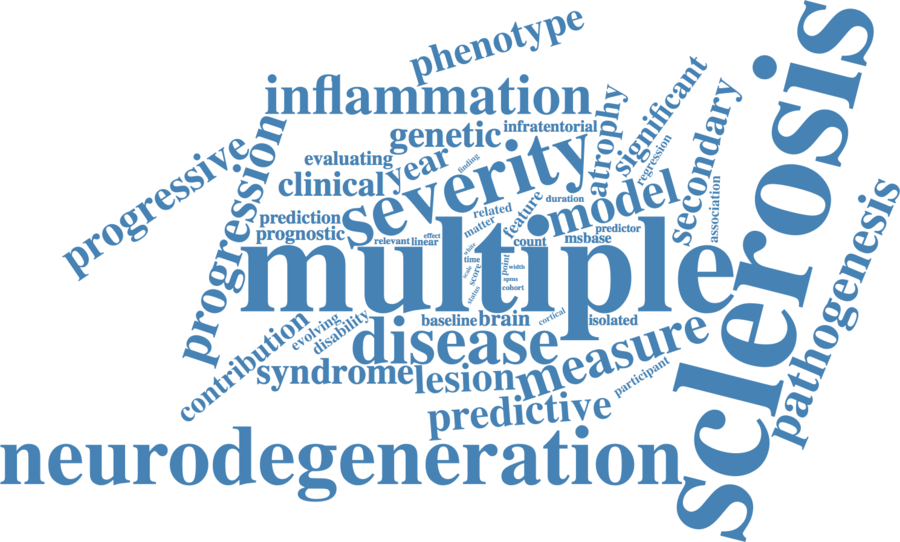 phenotype
inflammation
significant
sclerosis
genetic
infratentorial
atrophy
progressive
progression
evaluating
year
finding
severity
regression
secondary
clinical
related
feature
duration
model
association
prediction
prognostic
relevant
linear
effect
matter
count
msbase
predictor
pathogenesis
multiple
white
time
scale
score
status
point
width
spms
cohort
contribution
evolving
disability
baseline
brain
cortical
isolated
disease
measure
syndrome
lesion
participant
predictive
neurodegeneration